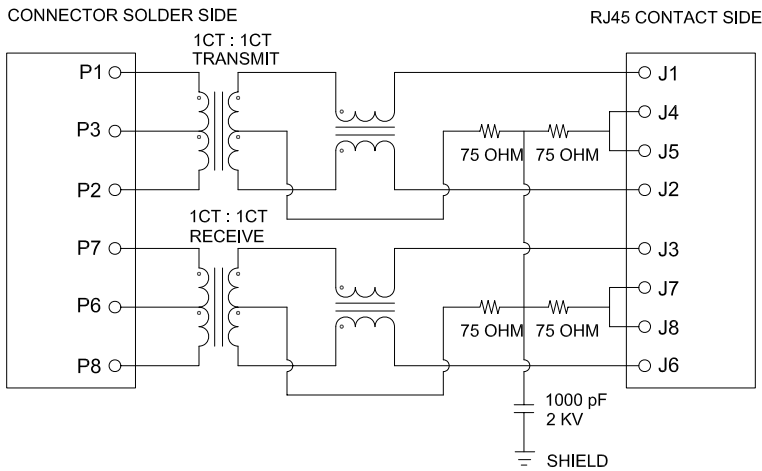 CONNECTOR SOLDER SIDE
RJ45 CONTACT SIDE
1CT : 1CT
TRANSMIT
P1
J1
J4
P3
75 OHM
75 OHM
J5
P2
J2
1CT : 1CT
RECEIVE
P7
J3
J7
P6
75 OHM
75 OHM
J8
P8
J6
1000 pF
2 KV
SHIELD